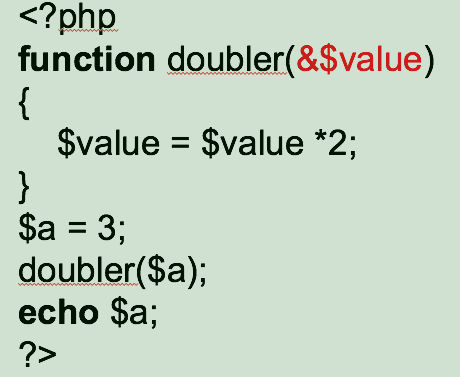 <?php
function doubler(&$value)
{
$value = $value *2;
}
$a = 3;
doubler($a);
echo $a;
?>